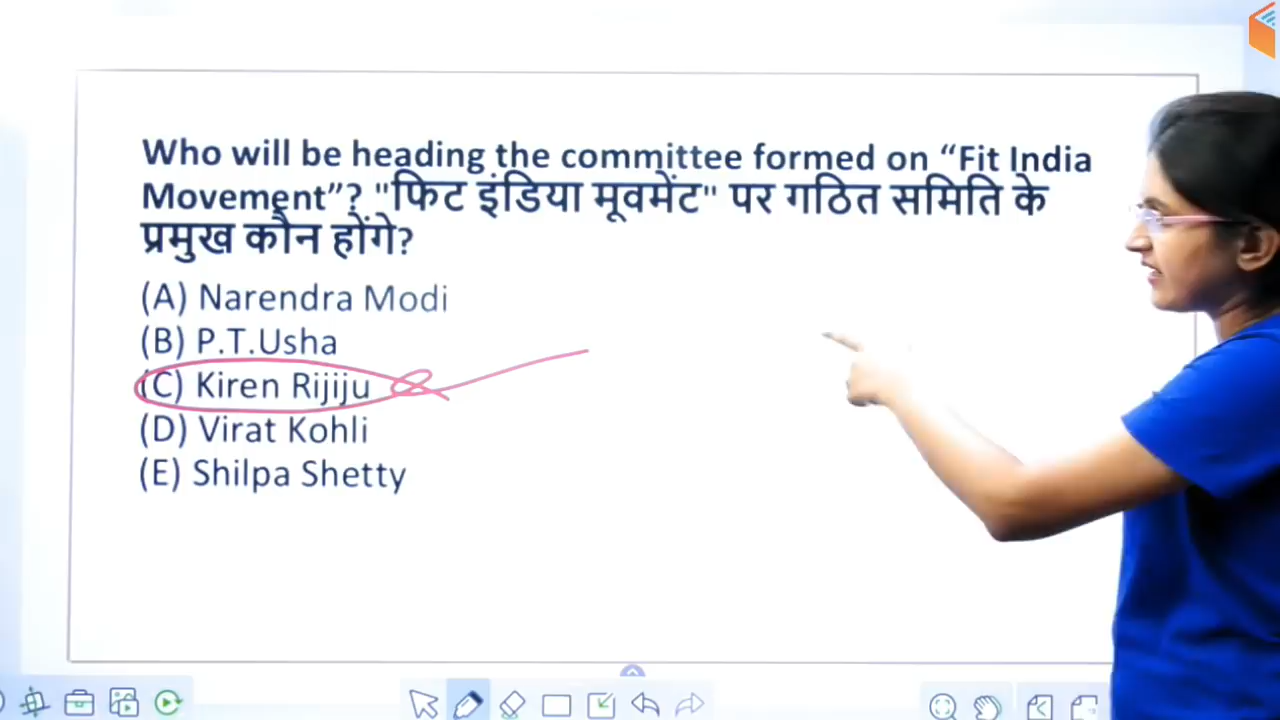 Who will be heading the committee formed on “Fit India
Movement”? "फिट इंडिया मूवमेंट" पर गठित समिति के
प्रमुख कौन होंगे?
(A) Narendra Modi
(B) P.T.Usha
(C) Kiren Rijiju
(D) Virat Kohli
(E) Shilpa Shetty